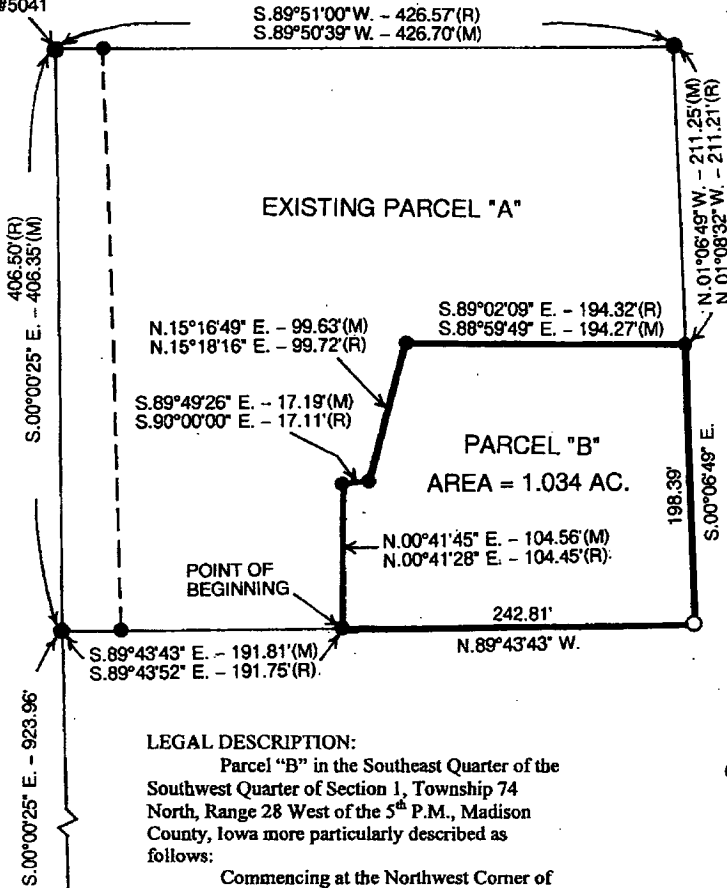 #5041
S.89°51'00"W. - 426.57'(R)
S.89°50'39"W. - 426.70'(M)
N.01°06'49"W. - 211.25'(M)
N.01°08'32"W. - 211.21'(R)
406.50'(R)
S.00°00'25" E. - 406.35'(M)
EXISTING PARCEL "A"
N.15°16'49" E. - 99.63'(M)
N.15°18'16" E. - 99.72'(R)
S.89°02'09" E. - 194.32'(R)
S.88°59'49" E. - 194.27'(M)
S.89°49'26" E. - 17.19'(M)
S.90°00'00" E. - 17.11'(R)
PARCEL "B"
AREA = 1.034 AC.
198.39'
S.00°06'49" E.
N.00°41'45" E. - 104.56'(M)
N.00°41'28" E. - 104.45'(R)
POINT OF
BEGINNING
242.81'
N.89°43'43" W.
S.89°43'43" E. - 191.81'(M)
S.89°43'52" E. - 191.75'(R)
S.00°00'25" E. - 923.96'
LEGAL DESCRIPTION:
Parcel “B” in the Southeast Quarter of the
Southwest Quarter of Section 1, Township 74
North, Range 28 West of the 5th P.M., Madison
County, Iowa more particularly described as
follows:
Commencing at the Northwest Corner of